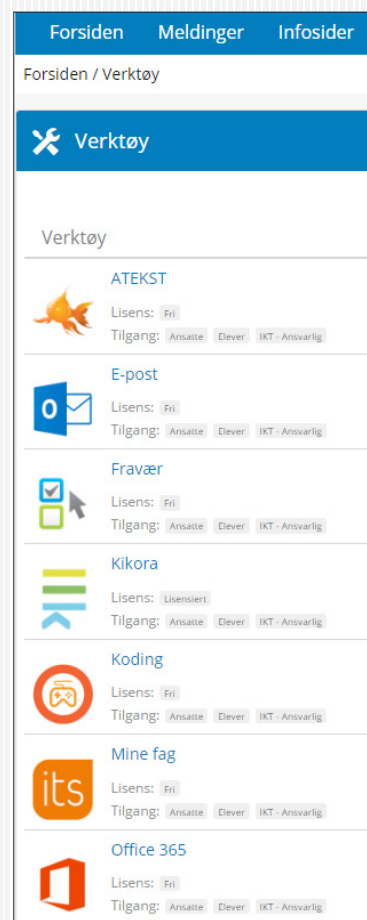 Forsiden Meldinger Infosider
Forsiden / Verktøy
Verktøy
Verktøy
ATEKST
Lisens: Fri
Tilgang: Ansatte Elever IKT - Ansvarlig
E-post
Lisens: Fri
Tilgang: Ansatte Elever IKT - Ansvarlig
Fravær
Lisens: Fri
Tilgang: Ansatte Elever IKT - Ansvarlig
Kikora
Lisens: Lisensiert
Tilgang: Ansatte Elever IKT - Ansvarlig
Koding
Lisens: Fri
Tilgang: Ansatte Elever IKT - Ansvarlig
its
Mine fag
Lisens: Fri
Tilgang: Ansatte Elever IKT - Ansvarlig
Office 365
Lisens: Fri
Tilgang: Ansatte Elever IKT - Ansvarlig